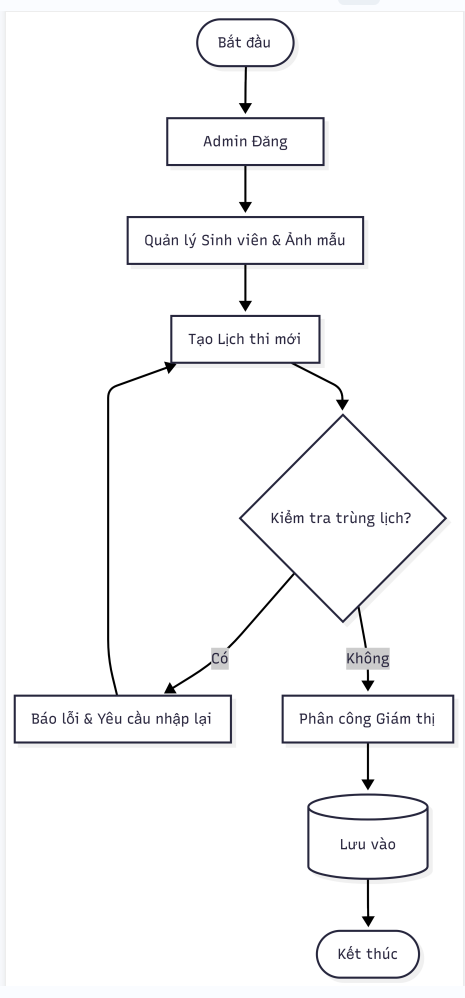 Bắt đầu
Admin Đăng
Quản lý Sinh viên & Ảnh mẫu
Tạo Lịch thi mới
Kiểm tra trùng lịch?
Có
Không
Báo lỗi & Yêu cầu nhập lại
Phân công Giám thị
Lưu vào
Kết thúc